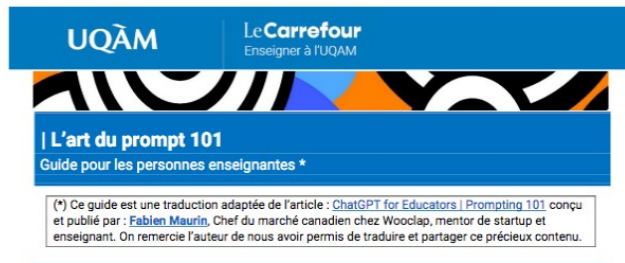 UQÀM
Le Carrefour
Enseigner à l'UQAM
| L'art du prompt 101
Guide pour les personnes enseignantes *
(*) Ce guide est une traduction adaptée de l'article : ChatGPT for Educators | Prompting 101 conçu
et publié par : Fabien Maurin, Chef du marché canadien chez Wooclap, mentor de startup et
enseignant. On remercie l'auteur de nous avoir permis de traduire et partager ce précieux contenu.